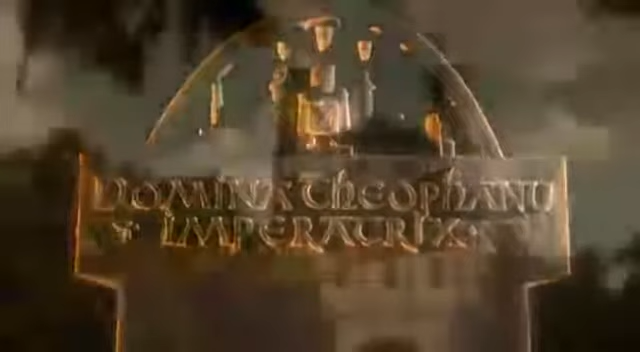 DOMINA Theophanu
· IMPERATRIX ·